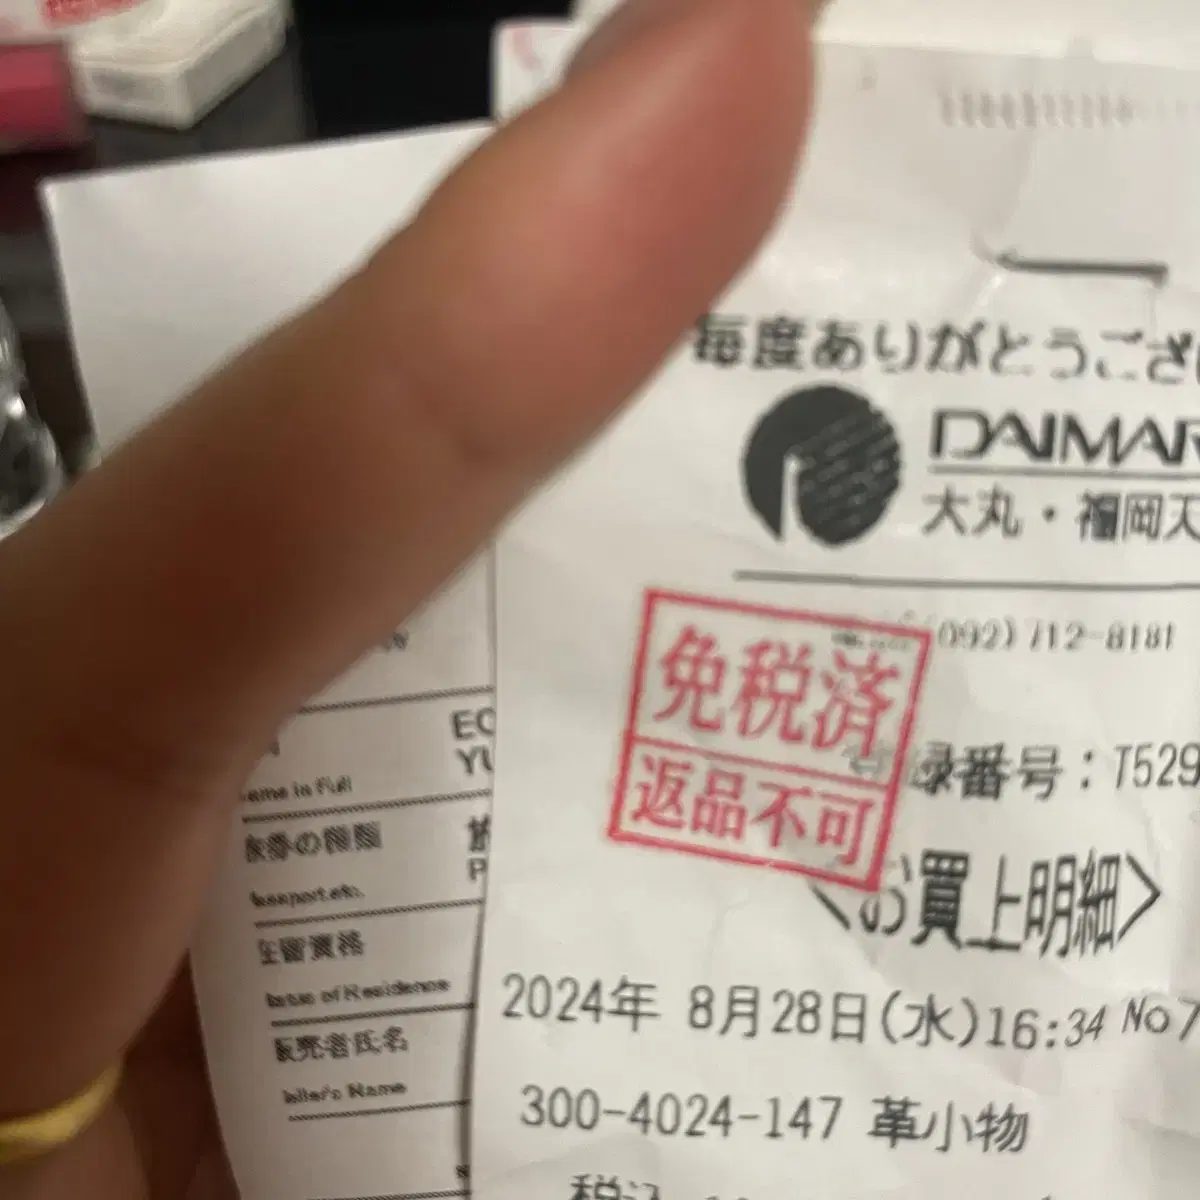 毎度ありがとうござ
DAIMAR
大丸・福岡天
(092)712-8181
免税済
返品不可
録番号：T529
<お買上明細>
2024年 8月28日(水)16:34 No7
300-4024-147 革小物
税込
EC
YU
ame in Full
券の種類
P
assport etc.
在留資格
tatus of Residence
販売者氏名
eller's Name